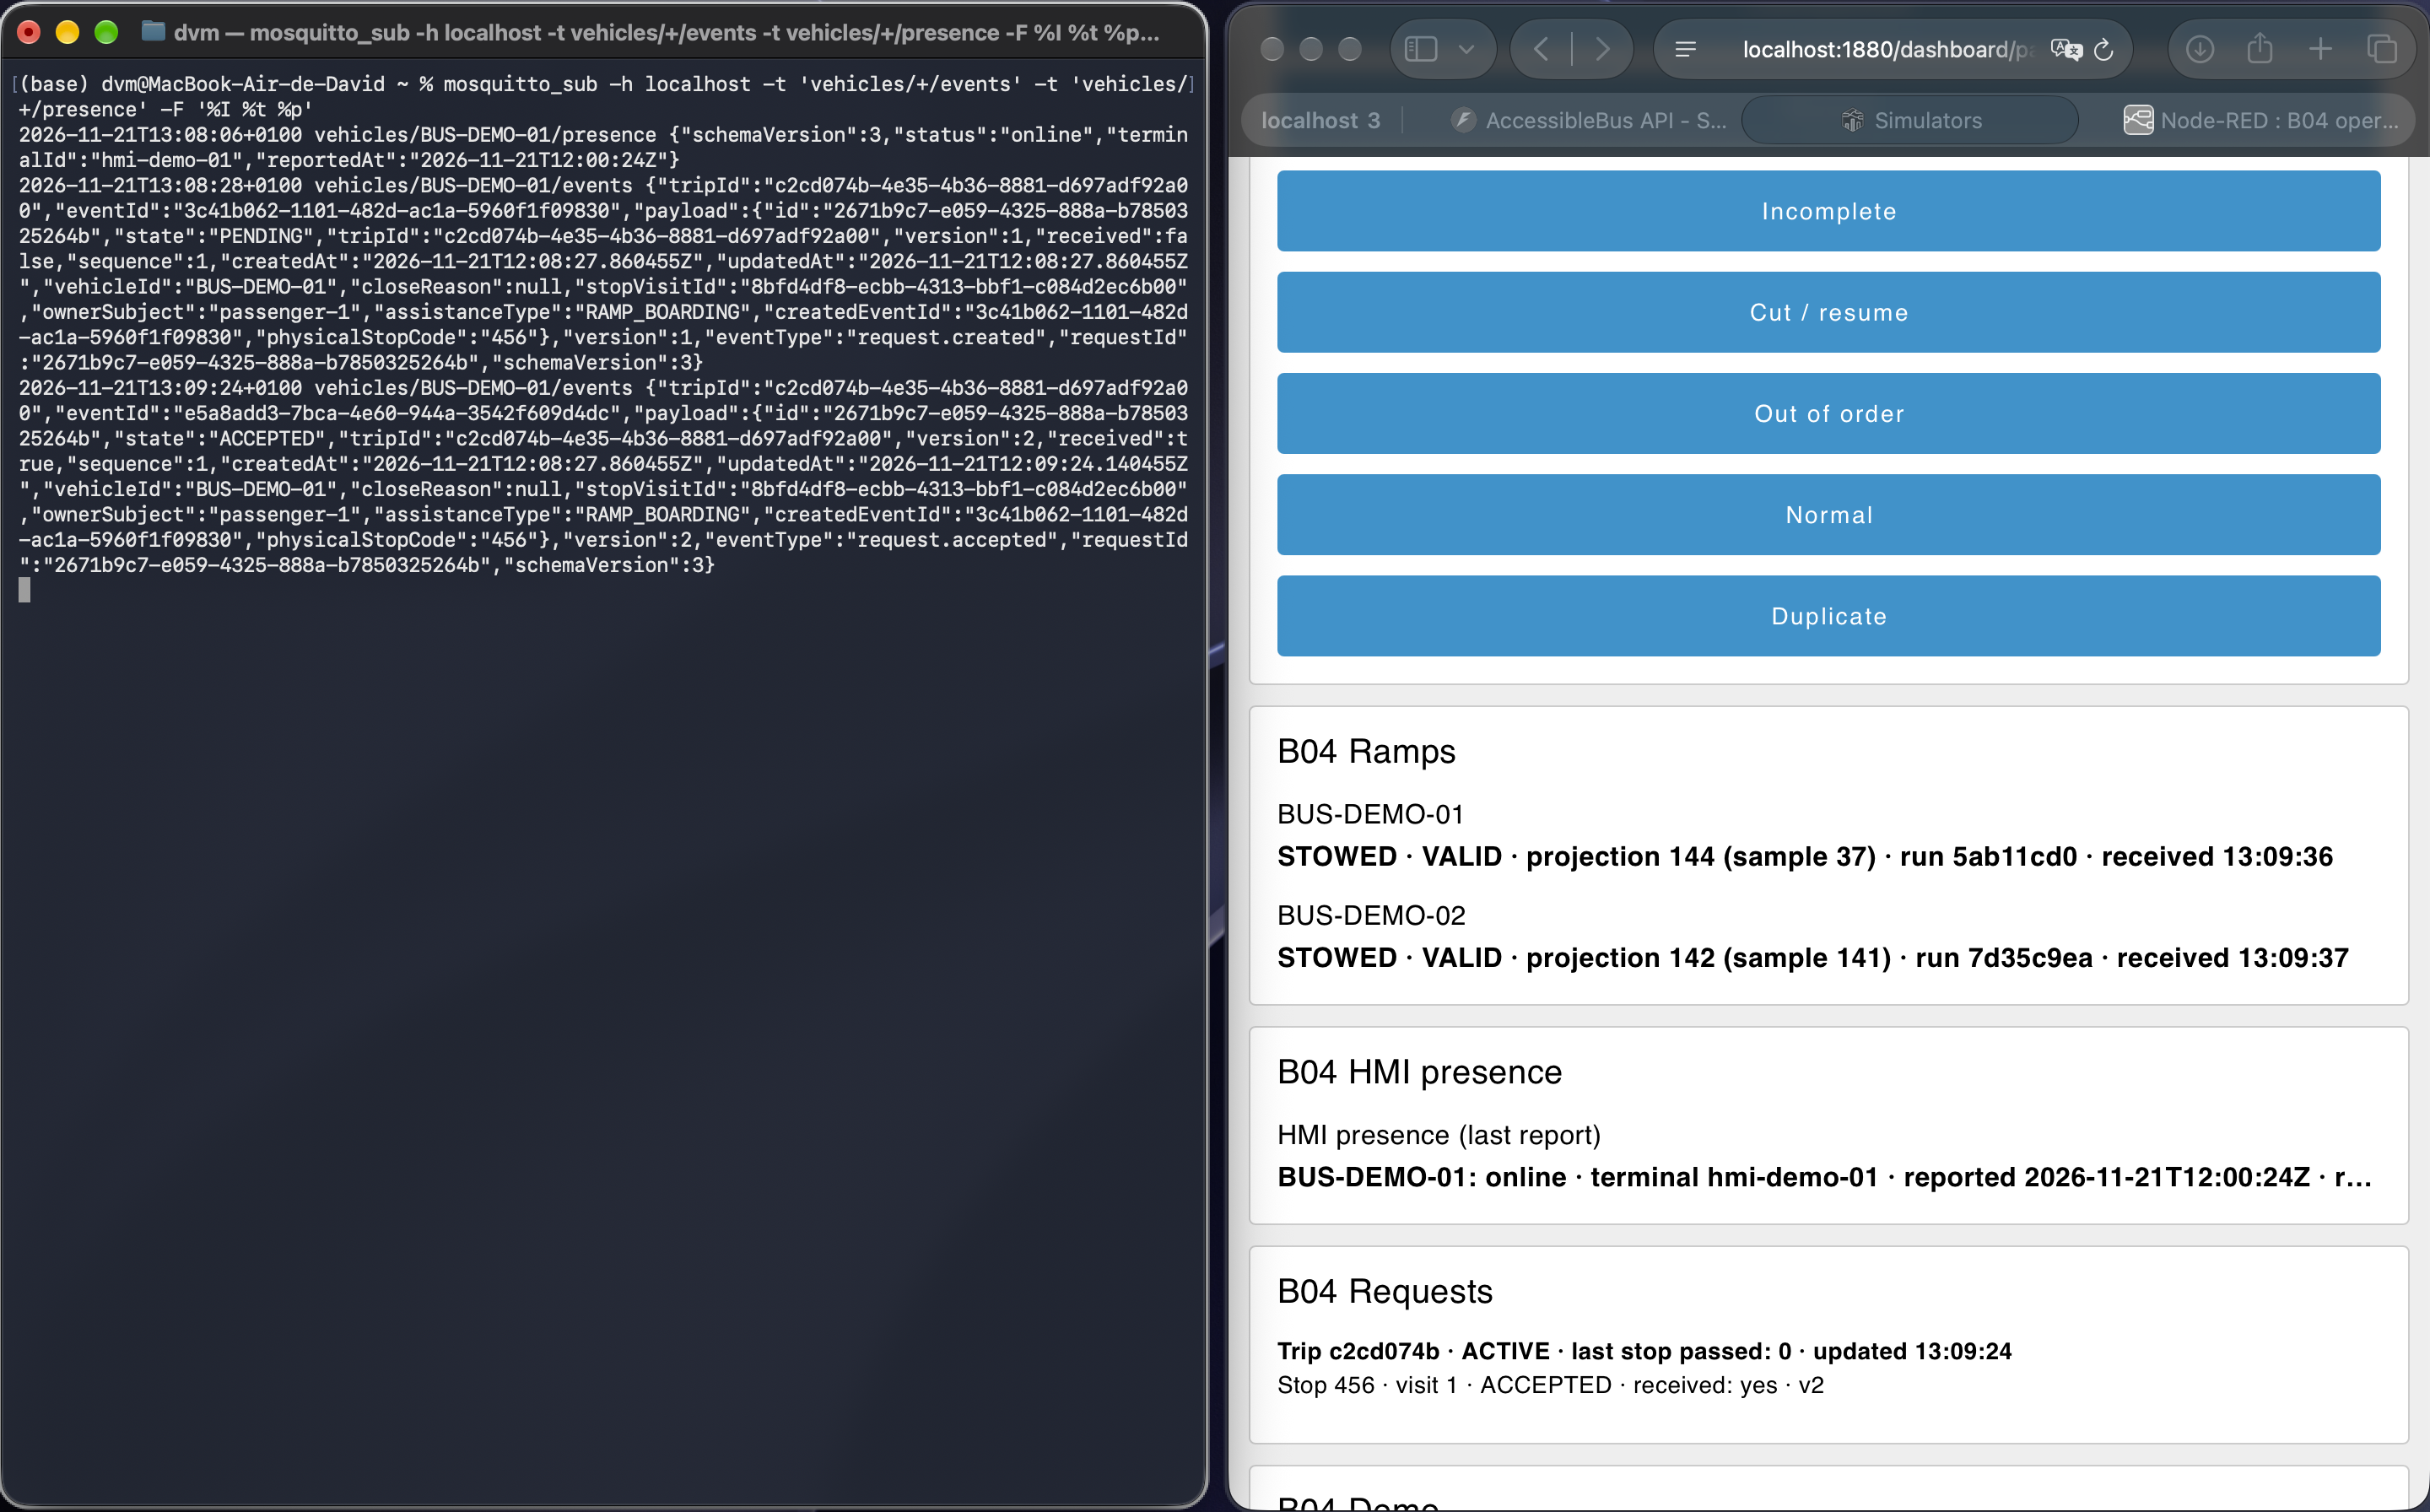 dvm — mosquitto_sub -h localhost -t vehicles/+/events -t vehicles/+/presence -F %I %t %p...
[(base) dvm@MacBook-Air-de-David ~ % mosquitto_sub -h localhost -t 'vehicles/+/events' -t 'vehicles/]
+/presence' -F '%I %t %p'
2026-11-21T13:08:06+0100 vehicles/BUS-DEMO-01/presence {"schemaVersion":3,"status":"online","termin
alId":"hmi-demo-01","reportedAt":"2026-11-21T12:00:24Z"}
2026-11-21T13:08:28+0100 vehicles/BUS-DEMO-01/events {"tripId":"c2cd074b-4e35-4b36-8881-d697adf92a0
0","eventId":"3c41b062-1101-482d-ac1a-5960f1f09830","payload":{"id":"2671b9c7-e059-4325-888a-b78503
25264b","state":"PENDING","tripId":"c2cd074b-4e35-4b36-8881-d697adf92a00","version":1,"received":fa
lse,"sequence":1,"createdAt":"2026-11-21T12:08:27.860455Z","updatedAt":"2026-11-21T12:08:27.860455Z
","vehicleId":"BUS-DEMO-01","closeReason":null,"stopVisitId":"8bfd4df8-ecbb-4313-bbf1-c084d2ec6b00"
,"ownerSubject":"passenger-1","assistanceType":"RAMP_BOARDING","createdEventId":"3c41b062-1101-482d
-ac1a-5960f1f09830","physicalStopCode":"456"},"version":1,"eventType":"request.created","requestId"
:"2671b9c7-e059-4325-888a-b7850325264b","schemaVersion":3}
2026-11-21T13:09:24+0100 vehicles/BUS-DEMO-01/events {"tripId":"c2cd074b-4e35-4b36-8881-d697adf92a0
0","eventId":"e5a8add3-7bca-4e60-944a-3542f609d4dc","payload":{"id":"2671b9c7-e059-4325-888a-b78503
25264b","state":"ACCEPTED","tripId":"c2cd074b-4e35-4b36-8881-d697adf92a00","version":2,"received":t
rue,"sequence":1,"createdAt":"2026-11-21T12:08:27.860455Z","updatedAt":"2026-11-21T12:09:24.140455Z
","vehicleId":"BUS-DEMO-01","closeReason":null,"stopVisitId":"8bfd4df8-ecbb-4313-bbf1-c084d2ec6b00"
,"ownerSubject":"passenger-1","assistanceType":"RAMP_BOARDING","createdEventId":"3c41b062-1101-482d
-ac1a-5960f1f09830","physicalStopCode":"456"},"version":2,"eventType":"request.accepted","requestId
":"2671b9c7-e059-4325-888a-b7850325264b","schemaVersion":3}
localhost:1880/dashboard/pa
localhost 3
AccessibleBus API - S...
Simulators
Node-RED : B04 oper...
Incomplete
Cut / resume
Out of order
Normal
Duplicate
B04 Ramps
BUS-DEMO-01
STOWED · VALID · projection 144 (sample 37) · run 5ab11cd0 · received 13:09:36
BUS-DEMO-02
STOWED · VALID · projection 142 (sample 141) · run 7d35c9ea · received 13:09:37
B04 HMI presence
HMI presence (last report)
BUS-DEMO-01: online · terminal hmi-demo-01 · reported 2026-11-21T12:00:24Z · r...
B04 Requests
Trip c2cd074b · ACTIVE · last stop passed: 0 · updated 13:09:24
Stop 456 · visit 1 · ACCEPTED · received: yes · v2
B04 Demo